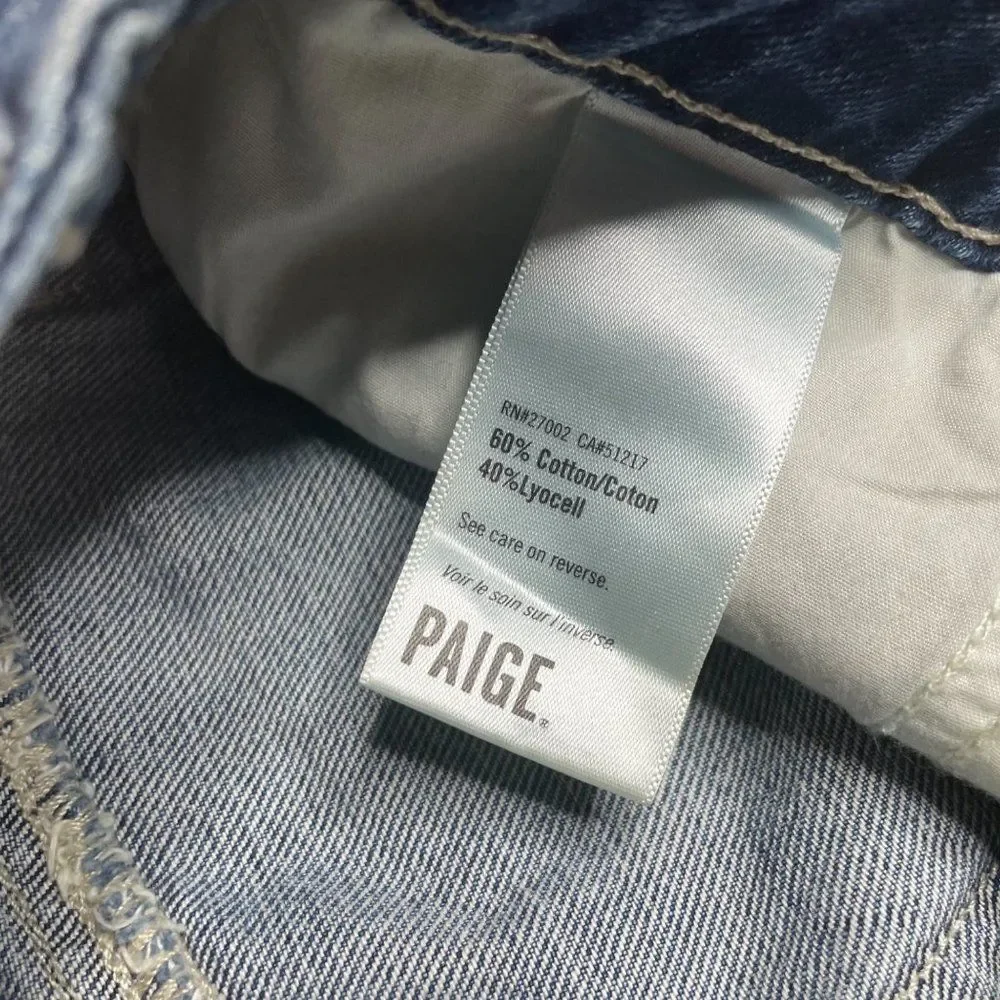 RN#27002 CA#51217
60% Cotton/Coton
40%Lyocell
See care on reverse.
Voir le soin sur l'inverse.
PAIGE